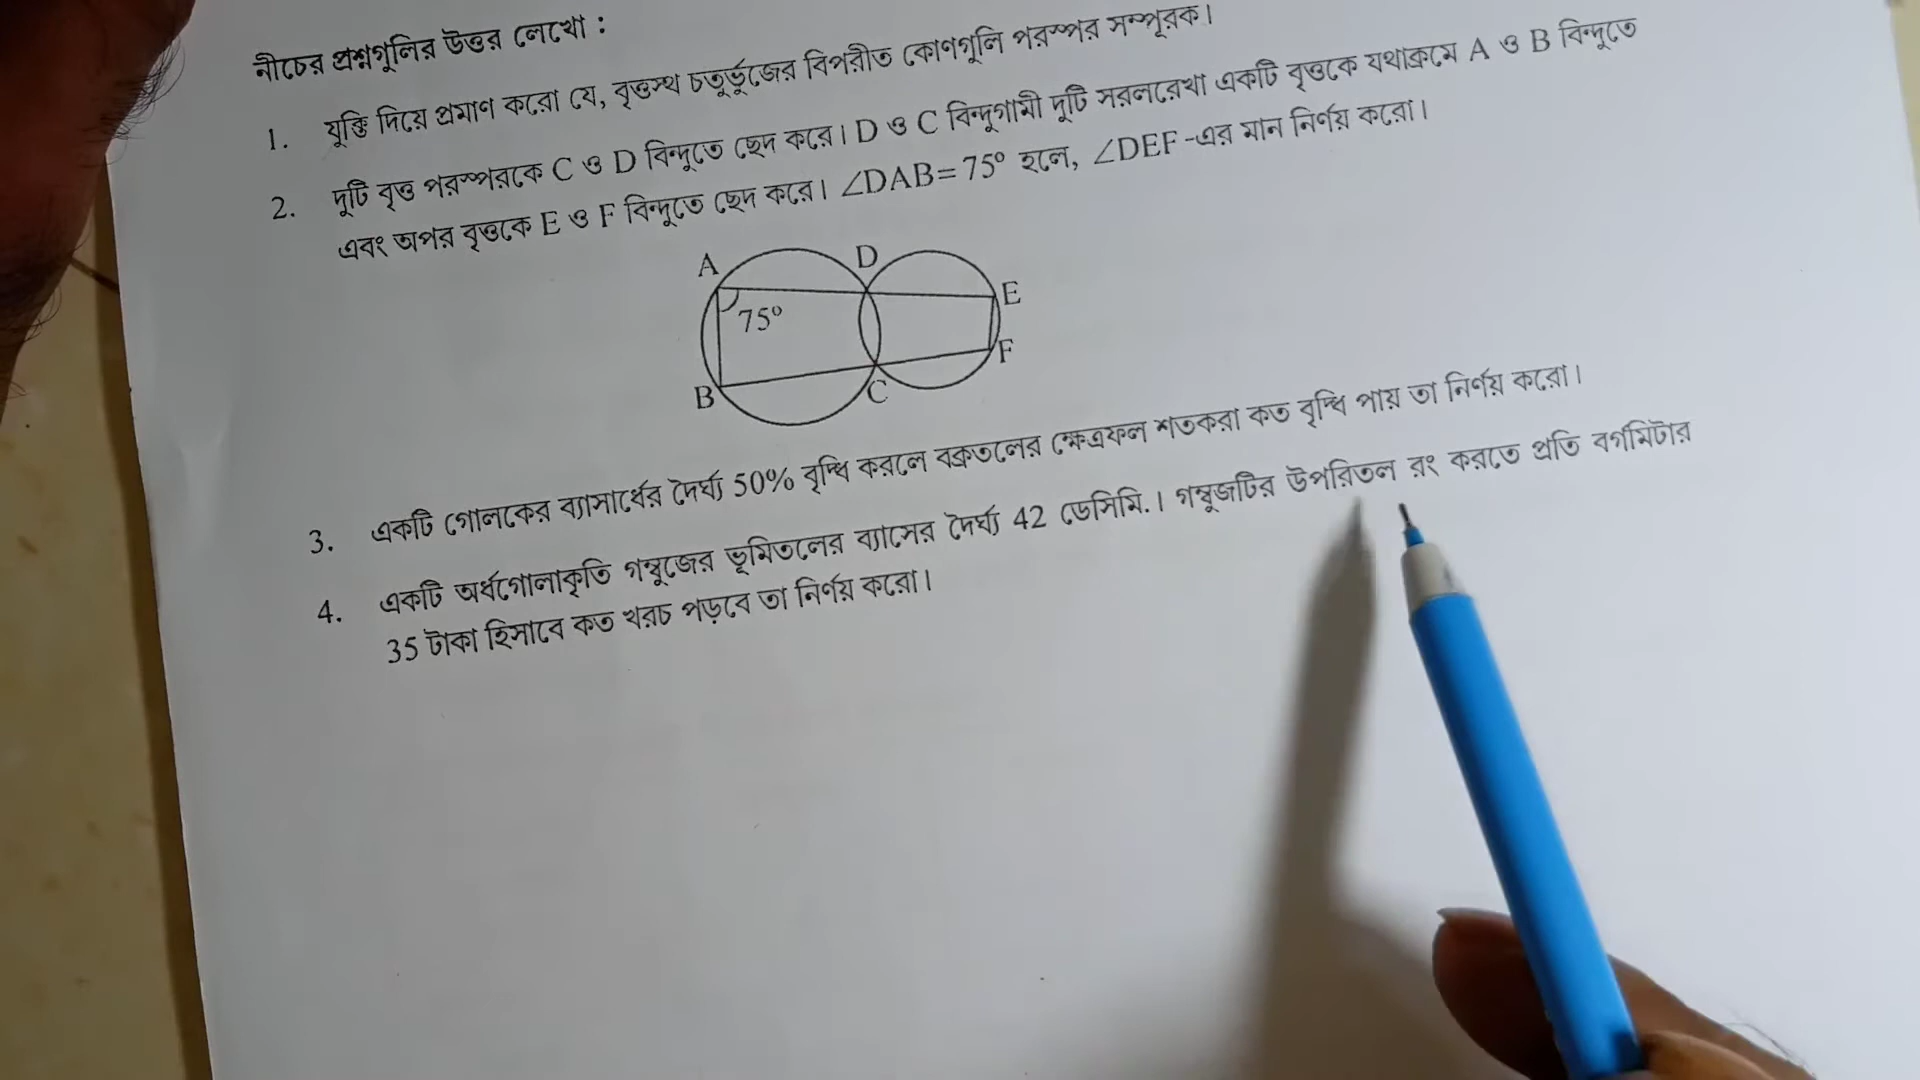 নীচের প্রশ্নগুলির উত্তর লেখো :
1. যুক্তি দিয়ে প্রমাণ করো যে, বৃত্তস্থ চতুর্ভুজের বিপরীত কোণগুলি পরস্পর সম্পূরক।
2. দুটি বৃত্ত পরস্পরকে C ও D বিন্দুতে ছেদ করে। D ও C বিন্দুগামী দুটি সরলরেখা একটি বৃত্তকে যথাক্রমে A ও B বিন্দুতে
এবং অপর বৃত্তকে E ও F বিন্দুতে ছেদ করে। ∠DAB= 75° হলে, ∠DEF-এর মান নির্ণয় করো।
A D E
75°
B C F
3. একটি গোলকের ব্যাসার্ধের দৈর্ঘ্য 50% বৃদ্ধি করলে বক্রতলের ক্ষেত্রফল শতকরা কত বৃদ্ধি পায় তা নির্ণয় করো।
4. একটি অর্ধগোলাকৃতি গম্বুজের ভূমিতলের ব্যাসের দৈর্ঘ্য 42 ডেসিমি.। গম্বুজটির উপরিতল রং করতে প্রতি বর্গমিটার
35 টাকা হিসাবে কত খরচ পড়বে তা নির্ণয় করো।